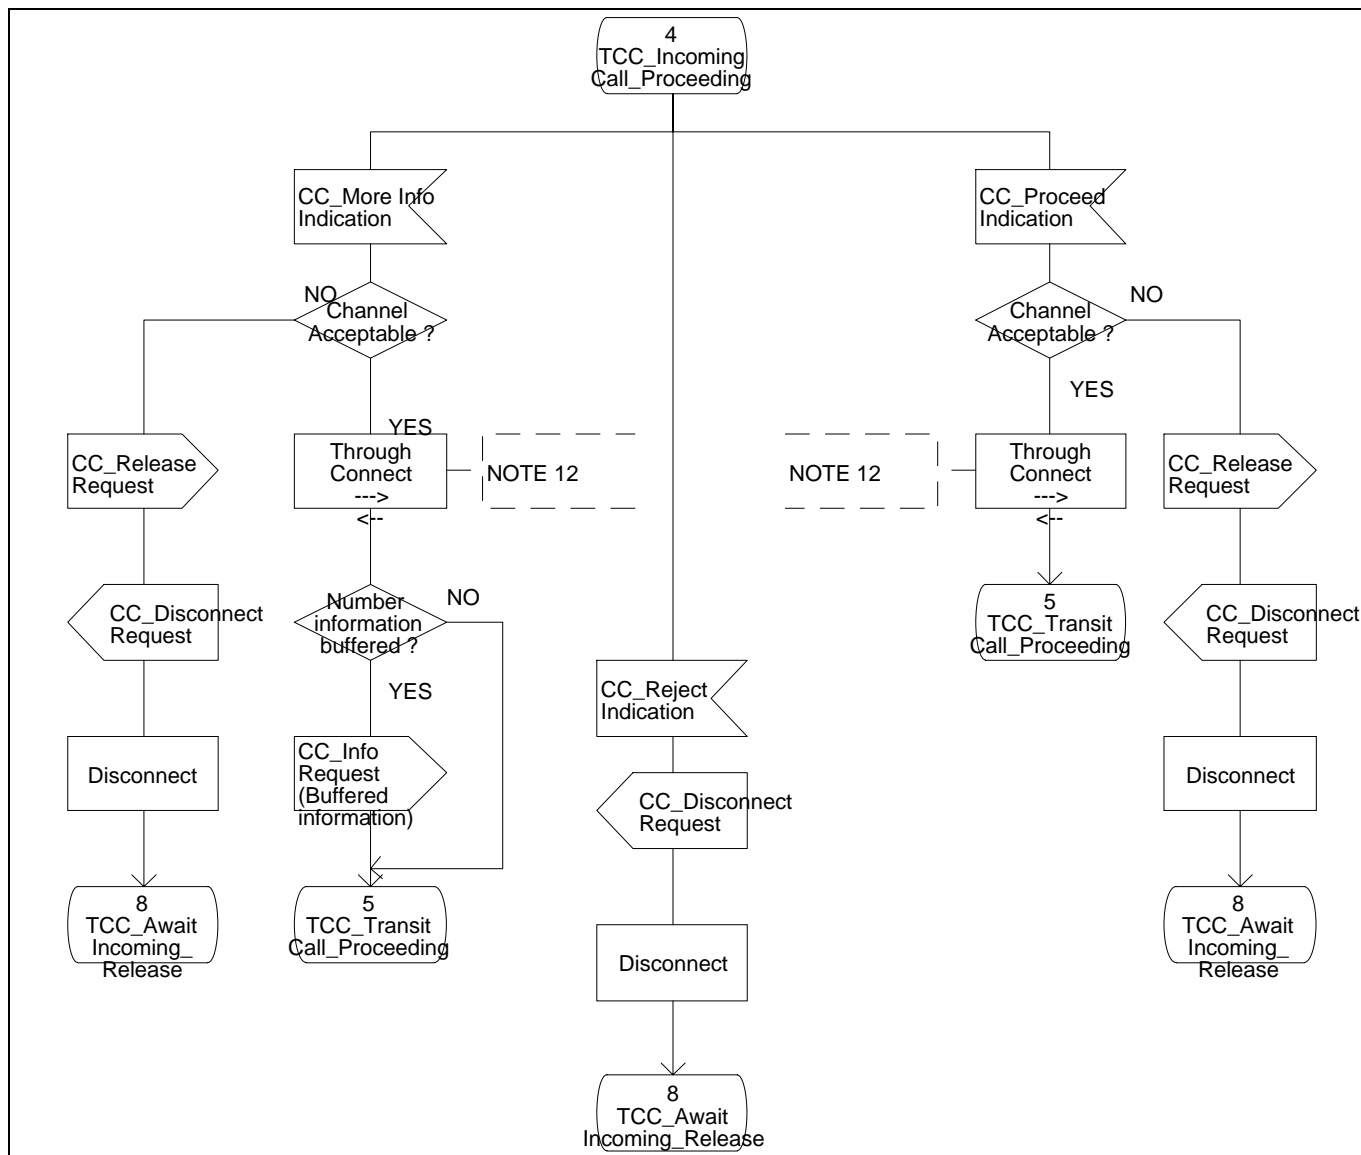 4
TCC_Incoming
Call_Proceeding
CC_More Info
Indication
CC_Proceed
Indication
NO
Channel
Acceptable ?
Channel
Acceptable ?
NO
YES
YES
CC_Release
Request
Through
Connect
--->
<--
NOTE 12
NOTE 12
Through
Connect
--->
<--
CC_Release
Request
CC_Disconnect
Request
Number
information
buffered ?
NO
YES
5
TCC_Transit
Call_Proceeding
CC_Disconnect
Request
CC_Reject
Indication
Disconnect
CC_Info
Request
(Buffered
information)
CC_Disconnect
Request
Disconnect
8
TCC_Await
Incoming_
Release
5
TCC_Transit
Call_Proceeding
Disconnect
8
TCC_Await
Incoming_
Release
8
TCC_Await
Incoming_Release